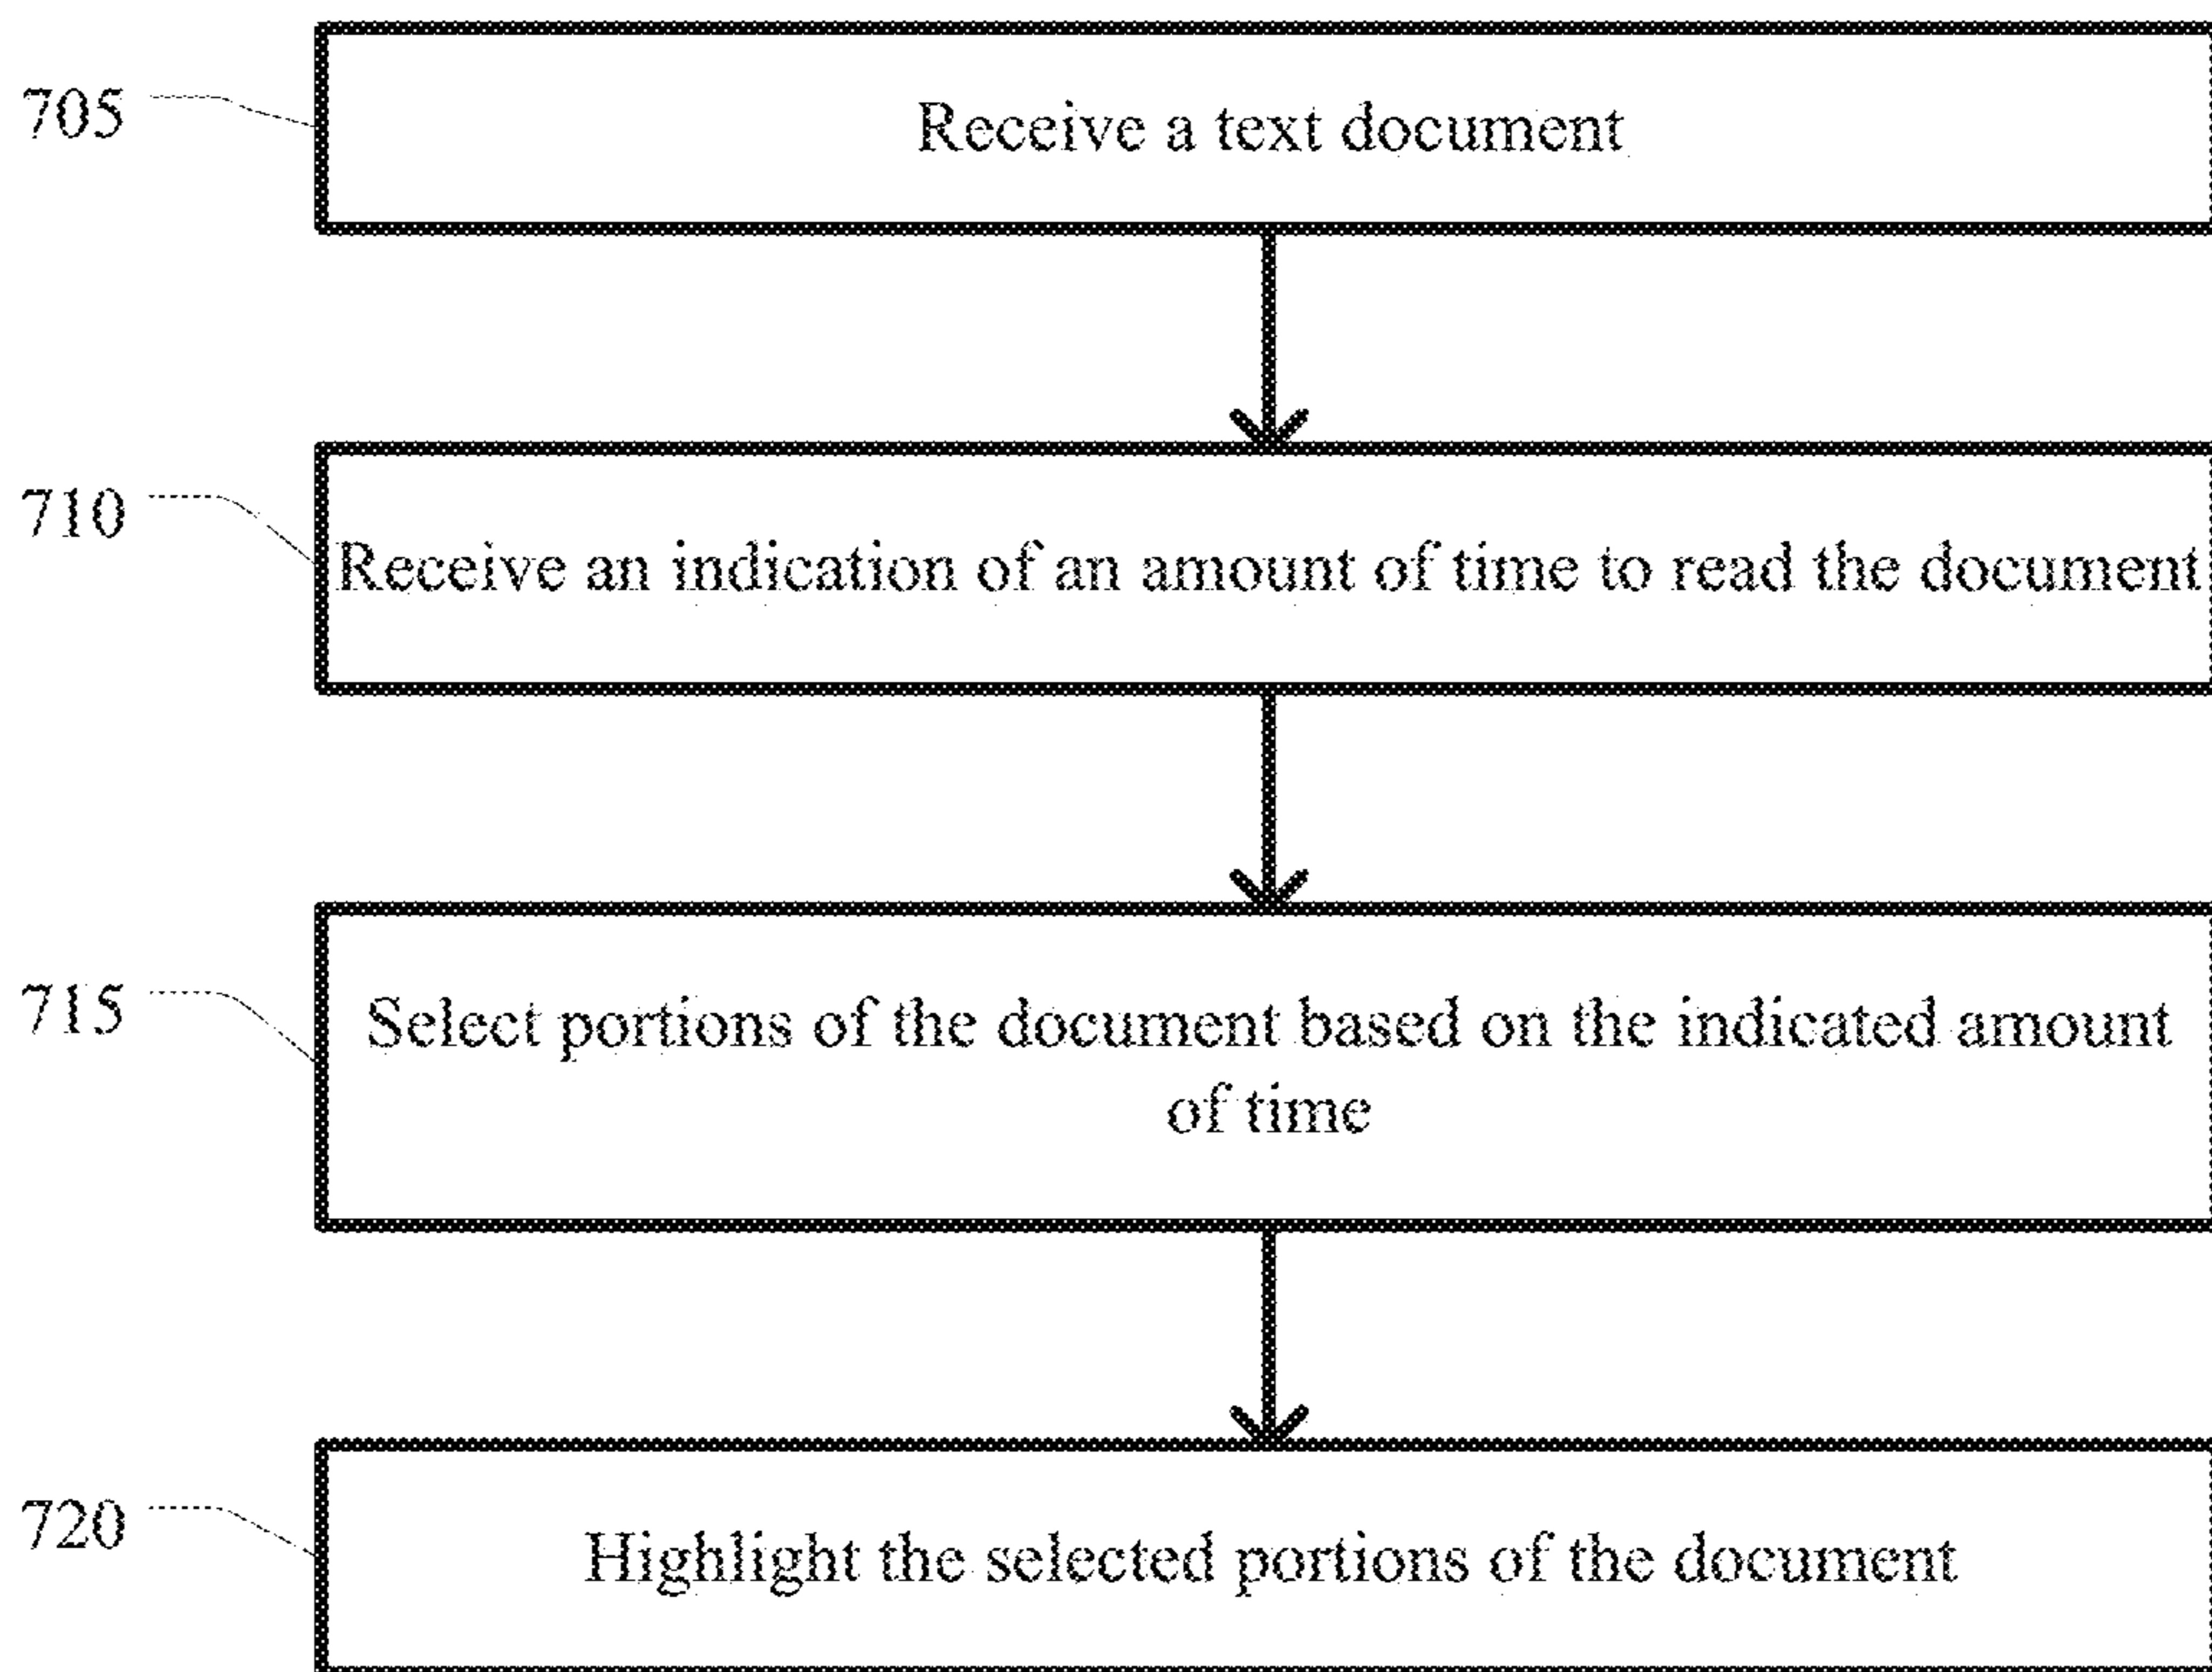 705
Receive a text document
710
Receive an indication of an amount of time to read the document
715
Select portions of the document based on the indicated amount
of time
720
Highlight the selected portions of the document